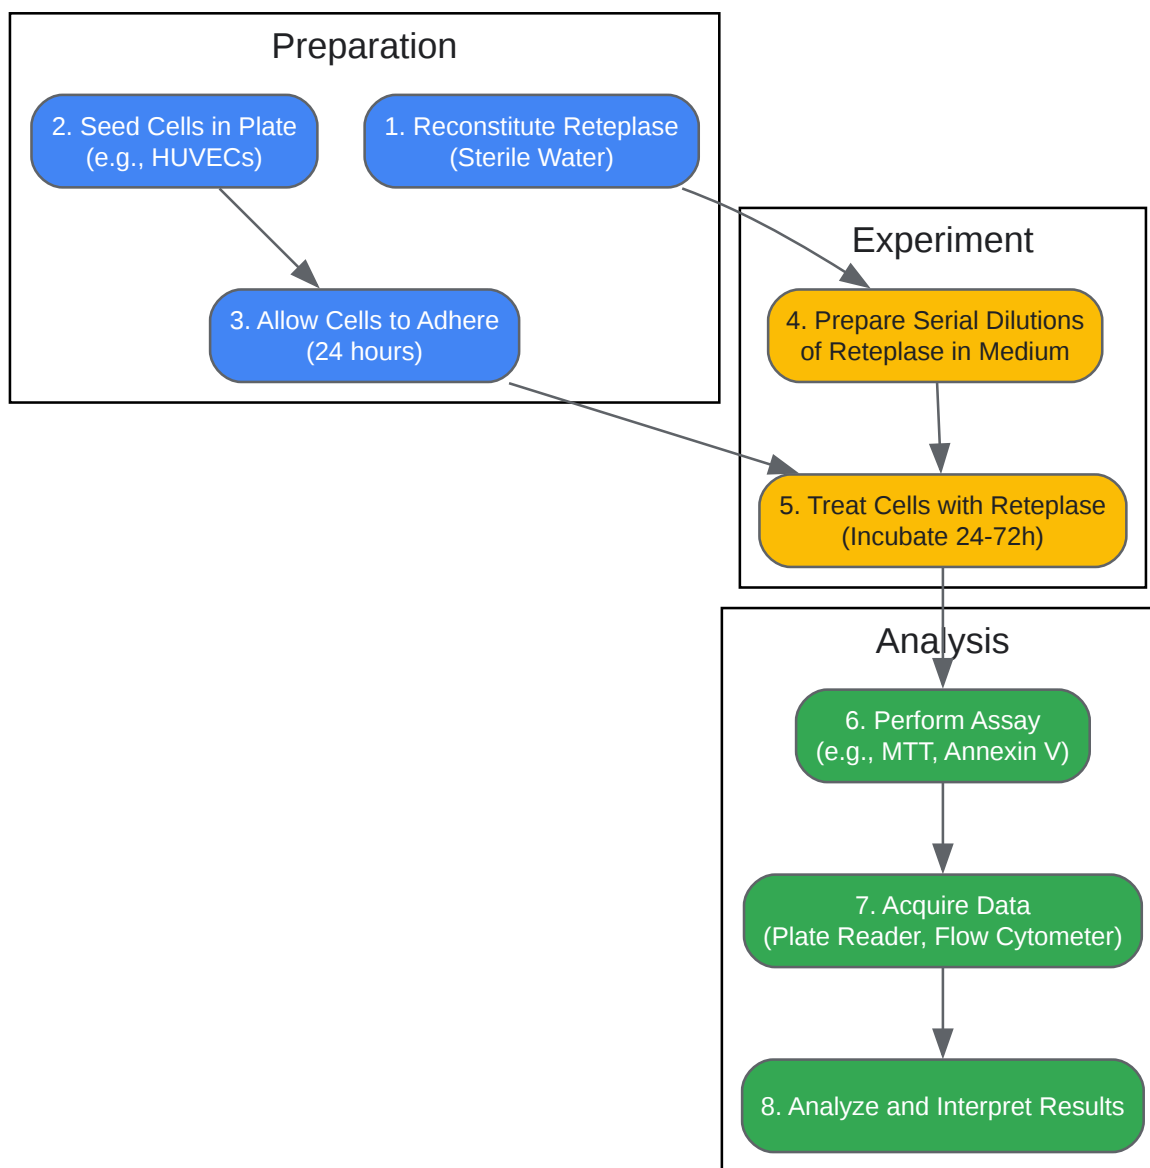 Preparation
2. Seed Cells in Plate
(e.g., HUVECs)
1. Reconstitute Reteplase
(Sterile Water)
3. Allow Cells to Adhere
(24 hours)
Experiment
4. Prepare Serial Dilutions
of Reteplase in Medium
5. Treat Cells with Reteplase
(Incubate 24-72h)
Analysis
6. Perform Assay
(e.g., MTT, Annexin V)
7. Acquire Data
(Plate Reader, Flow Cytometer)
8. Analyze and Interpret Results